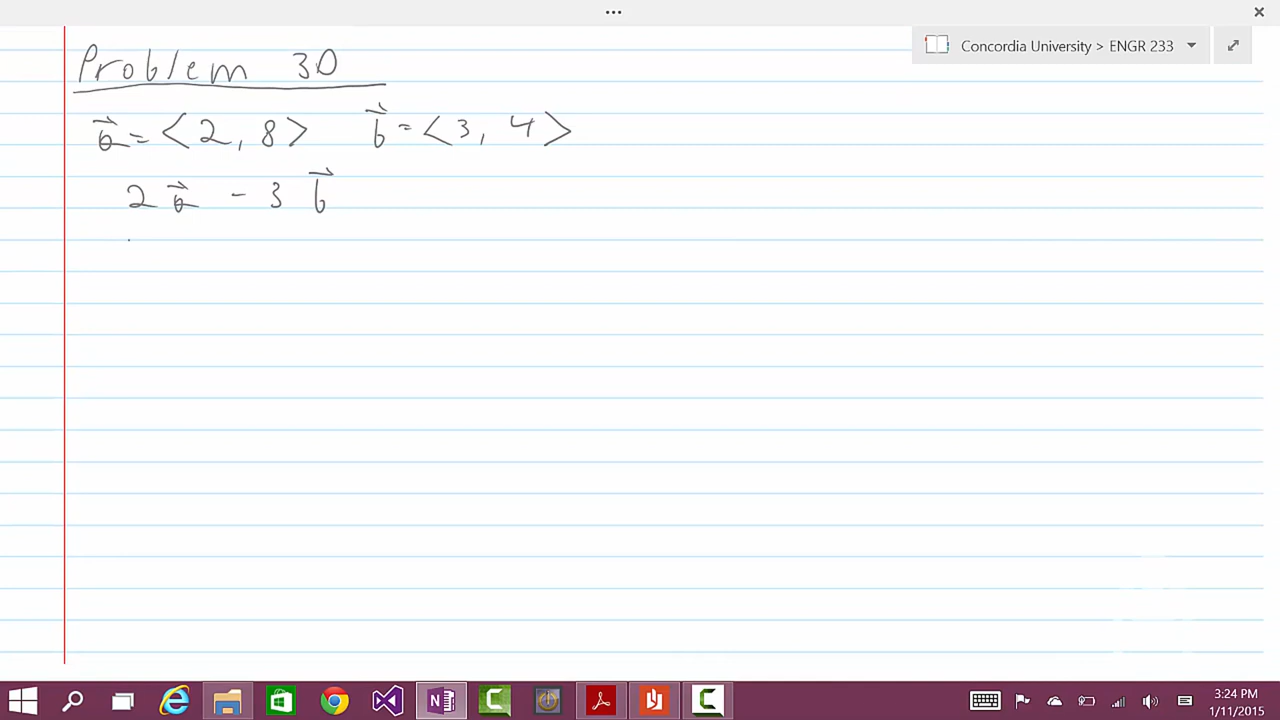 ...
Concordia University > ENGR 233
Problem 30
a⃗ = <2, 8> b⃗ = <3, 4>
2 a⃗ - 3 b⃗
3:24 PM
1/11/2015